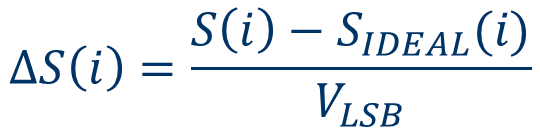 ΔS(i) = (S(i) − S_IDEAL(i)) / V_LSB